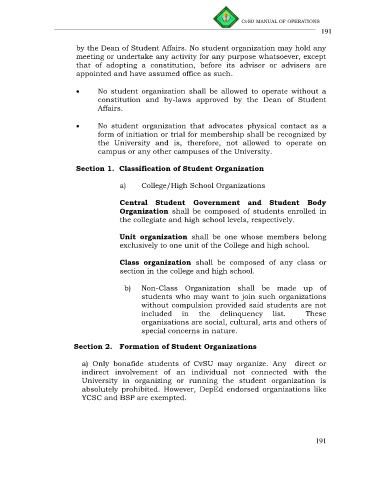 CvSU MANUAL OF OPERATIONS
191
by the Dean of Student Affairs. No student organization may hold any
meeting or undertake any activity for any purpose whatsoever, except
that of adopting a constitution, before its adviser or advisers are
appointed and have assumed office as such.
• No student organization shall be allowed to operate without a
constitution and by-laws approved by the Dean of Student
Affairs.
• No student organization that advocates physical contact as a
form of initiation or trial for membership shall be recognized by
the University and is, therefore, not allowed to operate on
campus or any other campuses of the University.
Section 1. Classification of Student Organization
a) College/High School Organizations
Central Student Government and Student Body
Organization shall be composed of students enrolled in
the collegiate and high school levels, respectively.
Unit organization shall be one whose members belong
exclusively to one unit of the College and high school.
Class organization shall be composed of any class or
section in the college and high school.
b) Non-Class Organization shall be made up of
students who may want to join such organizations
without compulsion provided said students are not
included in the delinquency list. These
organizations are social, cultural, arts and others of
special concerns in nature.
Section 2. Formation of Student Organizations
a) Only bonafide students of CvSU may organize. Any direct or
indirect involvement of an individual not connected with the
University in organizing or running the student organization is
absolutely prohibited. However, DepEd endorsed organizations like
YCSC and BSP are exempted.
191